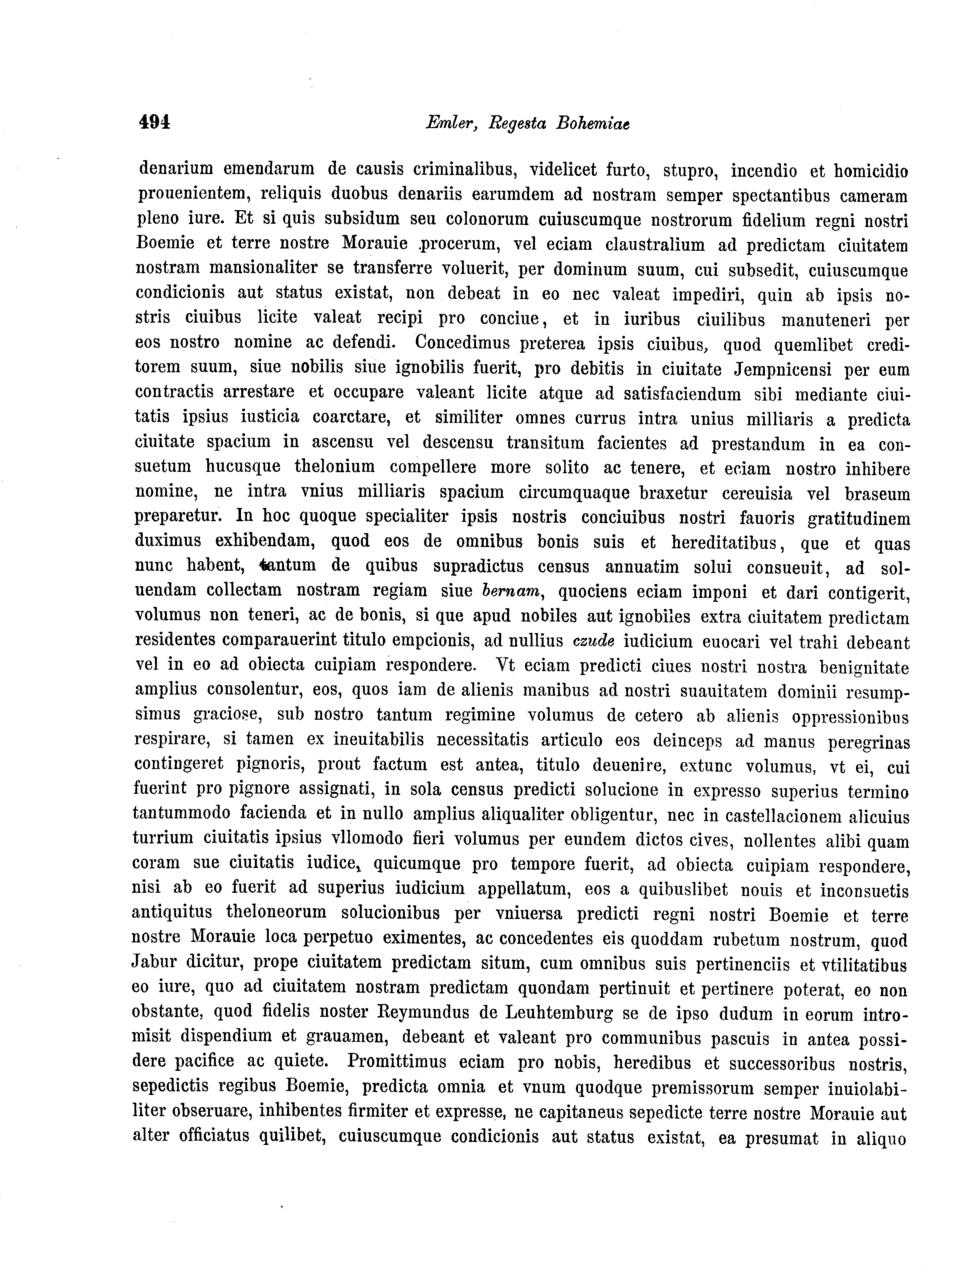 494 Emler, Regesta Bohemiae
denarium emendarum de causis criminalibus, videlicet furto, stupro, incendio et homicidio
prouenientem, reliquis duobus denariis earumdem ad nostram semper spectantibus cameram
pleno iure. Et si quis subsidum seu colonorum cuiuscumque nostrorum fidelium regni nostri
Boemie et terre nostre Morauie procerum, vel eciam claustralium ad predictam ciuitatem
nostram mansionaliter se transferre voluerit, per dominum suum, cui subsedit, cuiuscumque
condicionis aut status existat, non debeat in eo nec valeat impediri, quin ab ipsis no-
stris ciuibus licite valeat recipi pro conciue, et in iuribus ciuilibus manuteneri per
eos nostro nomine ac defendi. Concedimus preterea ipsis ciuibus, quod quemlibet credi-
torem suum, siue nobilis siue ignobilis fuerit, pro debitis in ciuitate Jempnicensi per eum
contractis arrestare et occupare valeant licite atque ad satisfaciendum sibi mediante ciui-
tatis ipsius iusticia coarctare, et similiter omnes currus intra unius milliaris a predicta
ciuitate spacium in ascensu vel descensu transitum facientes ad prestandum in ea con-
suetum hucusque thelonium compellere more solito ac tenere, et eciam nostro inhibere
nomine, ne intra vnius milliaris spacium circumquaque braxetur cereuisia vel braseum
preparetur. In hoc quoque specialiter ipsis nostris conciuibus nostri fauoris gratitudinem
duximus exhibendam, quod eos de omnibus bonis suis et hereditatibus, que et quas
nunc habent, tantum de quibus supradictus census annuatim solui consueuit, ad sol-
uendam collectam nostram regiam siue bernam, quociens eciam imponi et dari contigerit,
volumus non teneri, ac de bonis, si que apud nobiles aut ignobiles extra ciuitatem predictam
residentes comparauerint titulo empcionis, ad nullius czude iudicium euocari vel trahi debeant
vel in eo ad obiecta cuipiam respondere. Vt eciam predicti ciues nostri nostra benignitate
amplius consolentur, eos, quos iam de alienis manibus ad nostri suauitatem dominii resump-
simus graciose, sub nostro tantum regimine volumus de cetero ab alienis oppressionibus
respirare, si tamen ex ineuitabilis necessitatis articulo eos deinceps ad manus peregrinas
contingeret pignoris, prout factum est antea, titulo deuenire, extunc volumus, vt ei, cui
fuerint pro pignore assignati, in sola census predicti solucione in expresso superius termino
tantummodo facienda et in nullo amplius aliqualiter obligentur, nec in castellacionem alicuius
turrium ciuitatis ipsius vllomodo fieri volumus per eundem dictos cives, nollentes alibi quam
coram sue ciuitatis iudice, quicumque pro tempore fuerit, ad obiecta cuipiam respondere,
nisi ab eo fuerit ad superius iudicium appellatum, eos a quibuslibet nouis et inconsuetis
antiquitus theloneorum solucionibus per vniuersa predicti regni nostri Boemie et terre
nostre Morauie loca perpetuo eximentes, ac concedentes eis quoddam rubetum nostrum, quod
Jabur dicitur, prope ciuitatem predictam situm, cum omnibus suis pertinenciis et vtilitatibus
eo iure, quo ad ciuitatem nostram predictam quondam pertinuit et pertinere poterat, eo non
obstante, quod fidelis noster Reymundus de Leuhtemburg se de ipso dudum in eorum intro-
misit dispendium et grauamen, debeant et valeant pro communibus pascuis in antea possi-
dere pacifice ac quiete. Promittimus eciam pro nobis, heredibus et successoribus nostris,
sepedictis regibus Boemie, predicta omnia et vnum quodque premissorum semper inuiolabi-
liter obseruare, inhibentes firmiter et expresse, ne capitaneus sepedicte terre nostre Morauie aut
alter officiatus quilibet, cuiuscumque condicionis aut status existat, ea presumat in aliquo